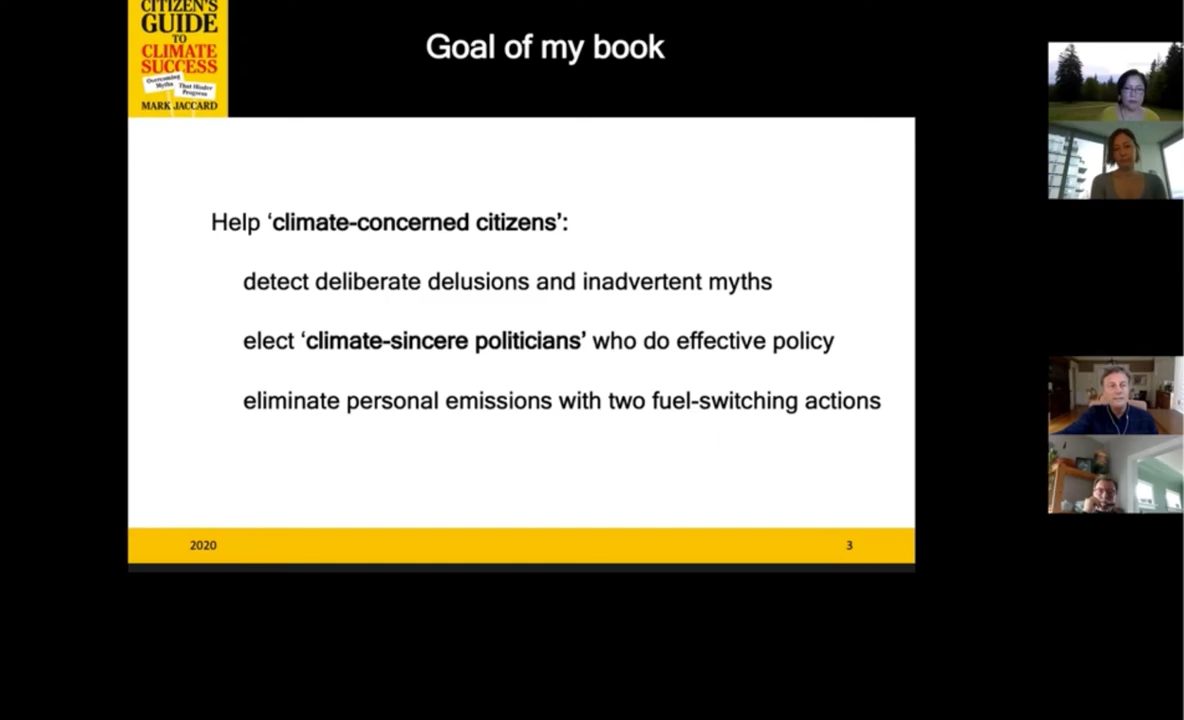 CITIZEN'S
GUIDE
TO
CLIMATE
SUCCESS
Overcoming
Myths
That Hinder
Progress
MARK JACCARD
Goal of my book
Help ‘climate-concerned citizens’:
detect deliberate delusions and inadvertent myths
elect ‘climate-sincere politicians’ who do effective policy
eliminate personal emissions with two fuel-switching actions
2020
3